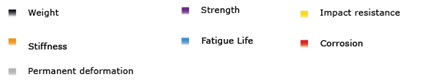 Weight
Strength
Impact resistance
Stiffness
Fatigue Life
Corrosion
Permanent deformation